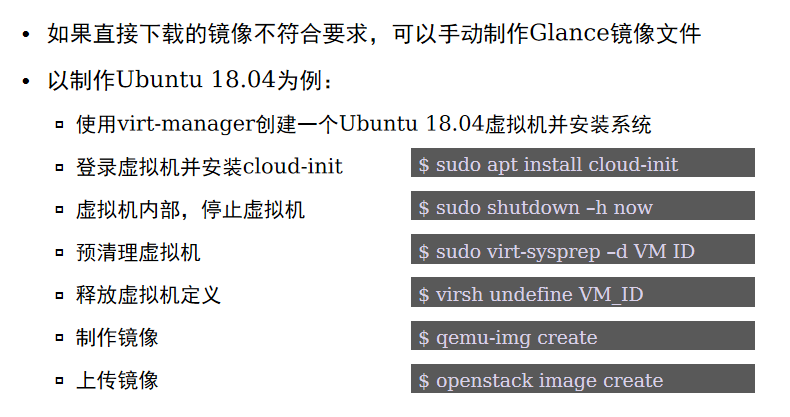 • 如果直接下载的镜像不符合要求，可以手动制作Glance镜像文件
• 以制作Ubuntu 18.04为例：
▫ 使用virt-manager创建一个Ubuntu 18.04虚拟机并安装系统
▫ 登录虚拟机并安装cloud-init $ sudo apt install cloud-init
▫ 虚拟机内部，停止虚拟机 $ sudo shutdown –h now
▫ 预清理虚拟机 $ sudo virt-sysprep –d VM ID
▫ 释放虚拟机定义 $ virsh undefine VM_ID
▫ 制作镜像 $ qemu-img create
▫ 上传镜像 $ openstack image create